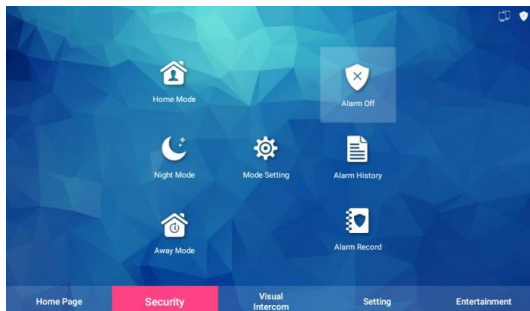 Home Mode
Alarm Off
Night Mode
Mode Setting
Alarm History
Away Mode
Alarm Record
Home Page
Security
Visual
Intercom
Setting
Entertainment